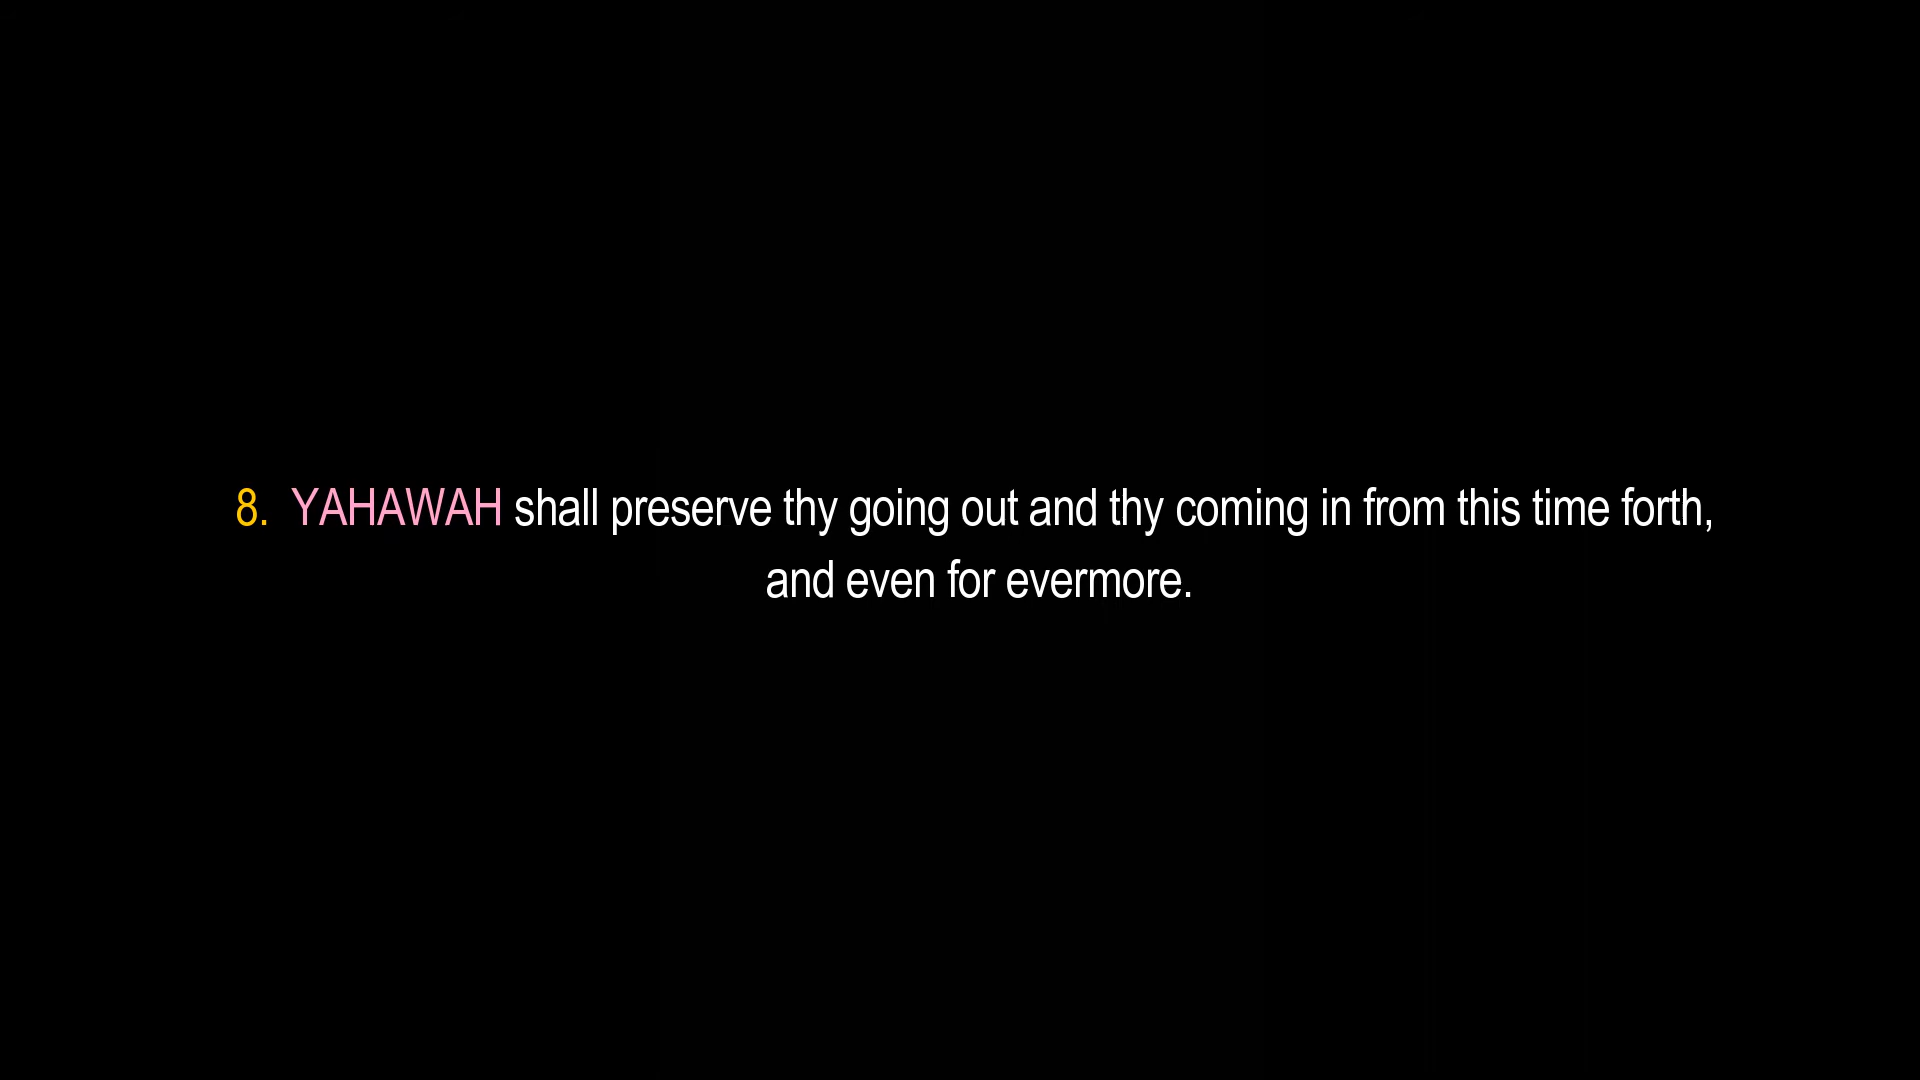 8. YAHAWAH shall preserve thy going out and thy coming in from this time forth,
and even for evermore.